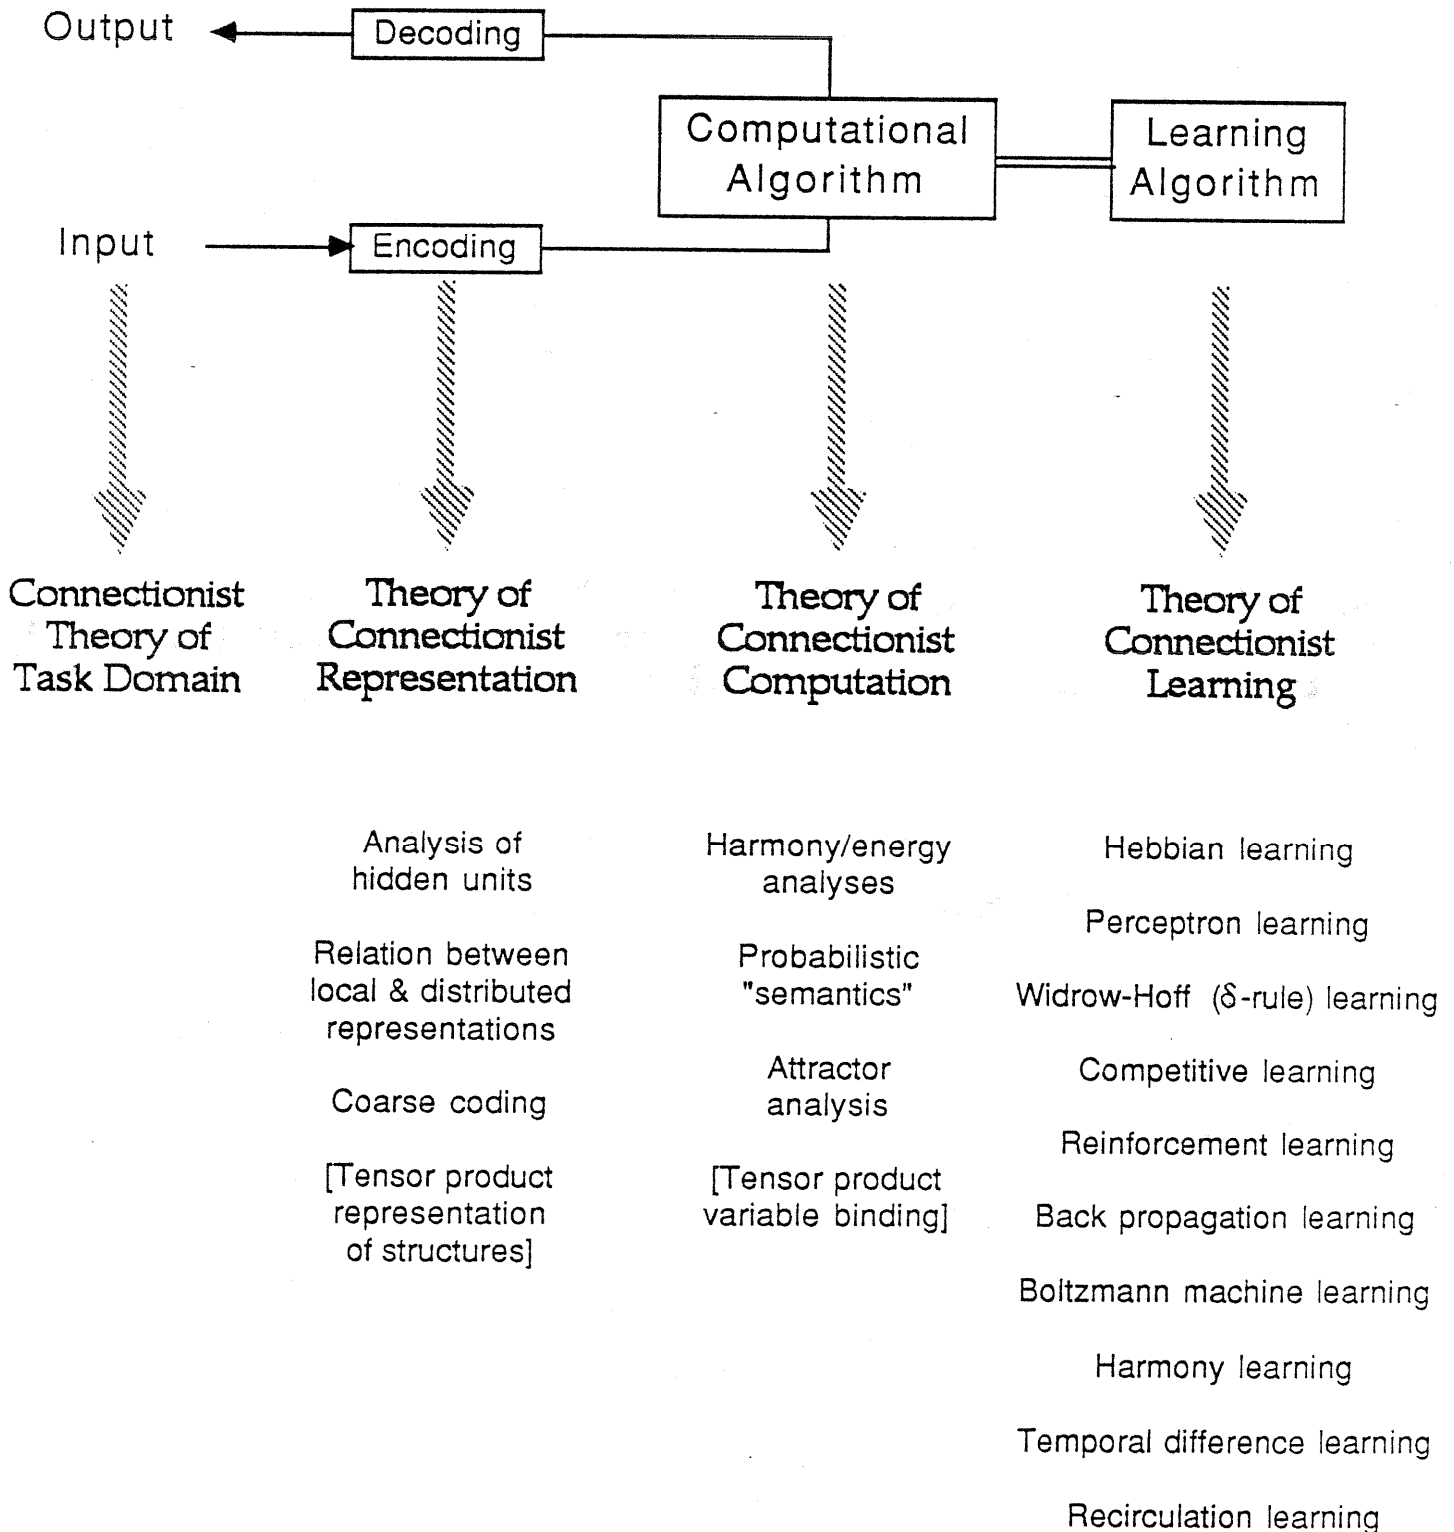 Output
Decoding
Computational
Algorithm
Learning
Algorithm
Input
Encoding
Connectionist
Theory of
Task Domain
Theory of
Connectionist
Representation
Theory of
Connectionist
Computation
Theory of
Connectionist
Learning
Analysis of
hidden units
Relation between
local & distributed
representations
Coarse coding
[Tensor product
representation
of structures]
Harmony/energy
analyses
Probabilistic
"semantics"
Attractor
analysis
[Tensor product
variable binding]
Hebbian learning
Perceptron learning
Widrow-Hoff (δ-rule) learning
Competitive learning
Reinforcement learning
Back propagation learning
Boltzmann machine learning
Harmony learning
Temporal difference learning
Recirculation learning